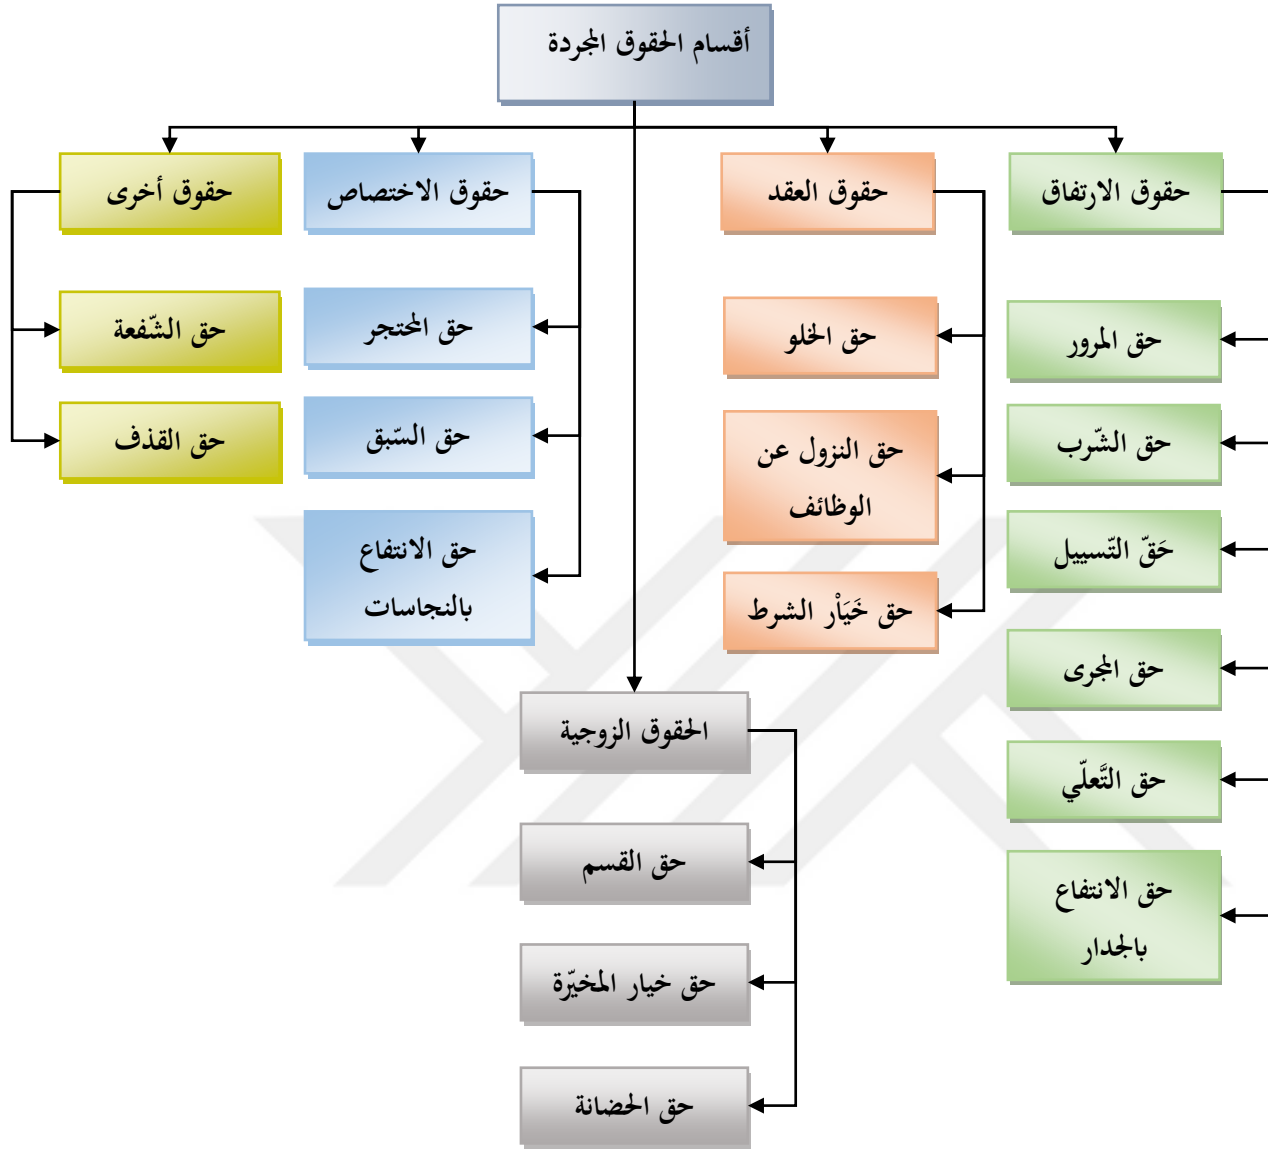 أقسام الحقوق المجردة
حقوق الارتفاق
حق المرور
حق الشّرب
حَقّ التّسييل
حق المجرى
حق التَّعلّي
حق الانتفاع
بالجدار
حقوق العقد
حق الخلو
حق النزول عن
الوظائف
حق خَيَاْر الشرط
الحقوق الزوجية
حق القسم
حق خيار المخيّرة
حق الحضانة
حقوق الاختصاص
حق المحتجر
حق السّبق
حق الانتفاع
بالنجاسات
حقوق أخرى
حق الشّفعة
حق القذف